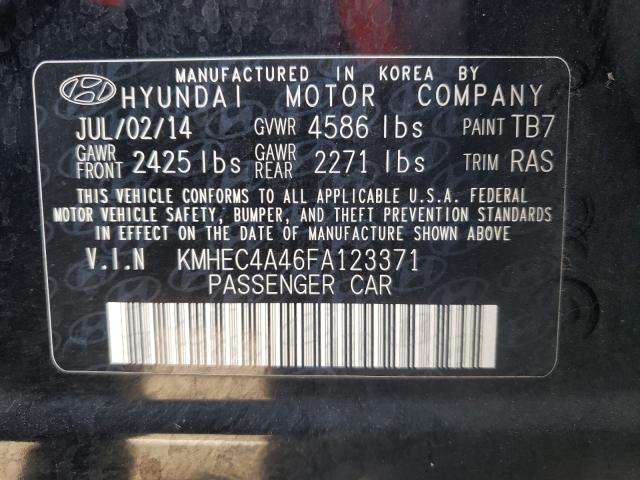 MANUFACTURED IN KOREA BY
HYUNDAI MOTOR COMPANY
JUL/02/14 GVWR 4586 lbs PAINT TB7
GAWR FRONT 2425 lbs GAWR REAR 2271 lbs TRIM RAS
THIS VEHICLE CONFORMS TO ALL APPLICABLE U.S.A. FEDERAL
MOTOR VEHICLE SAFETY, BUMPER, AND THEFT PREVENTION STANDARDS
IN EFFECT ON THE DATE OF MANUFACTURE SHOWN ABOVE.
V.I.N KMHEC4A46FA123371
PASSENGER CAR